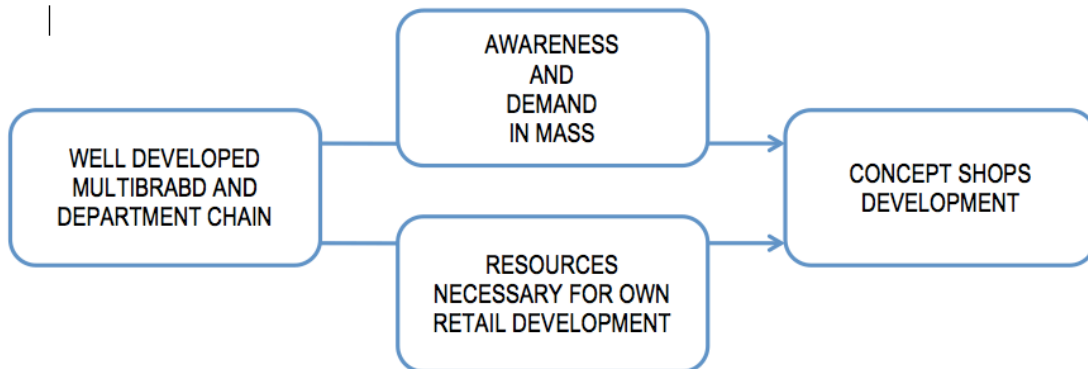 WELL DEVELOPED
MULTIBRABD AND
DEPARTMENT CHAIN
AWARENESS
AND
DEMAND
IN MASS
RESOURCES
NECESSARY FOR OWN
RETAIL DEVELOPMENT
CONCEPT SHOPS
DEVELOPMENT